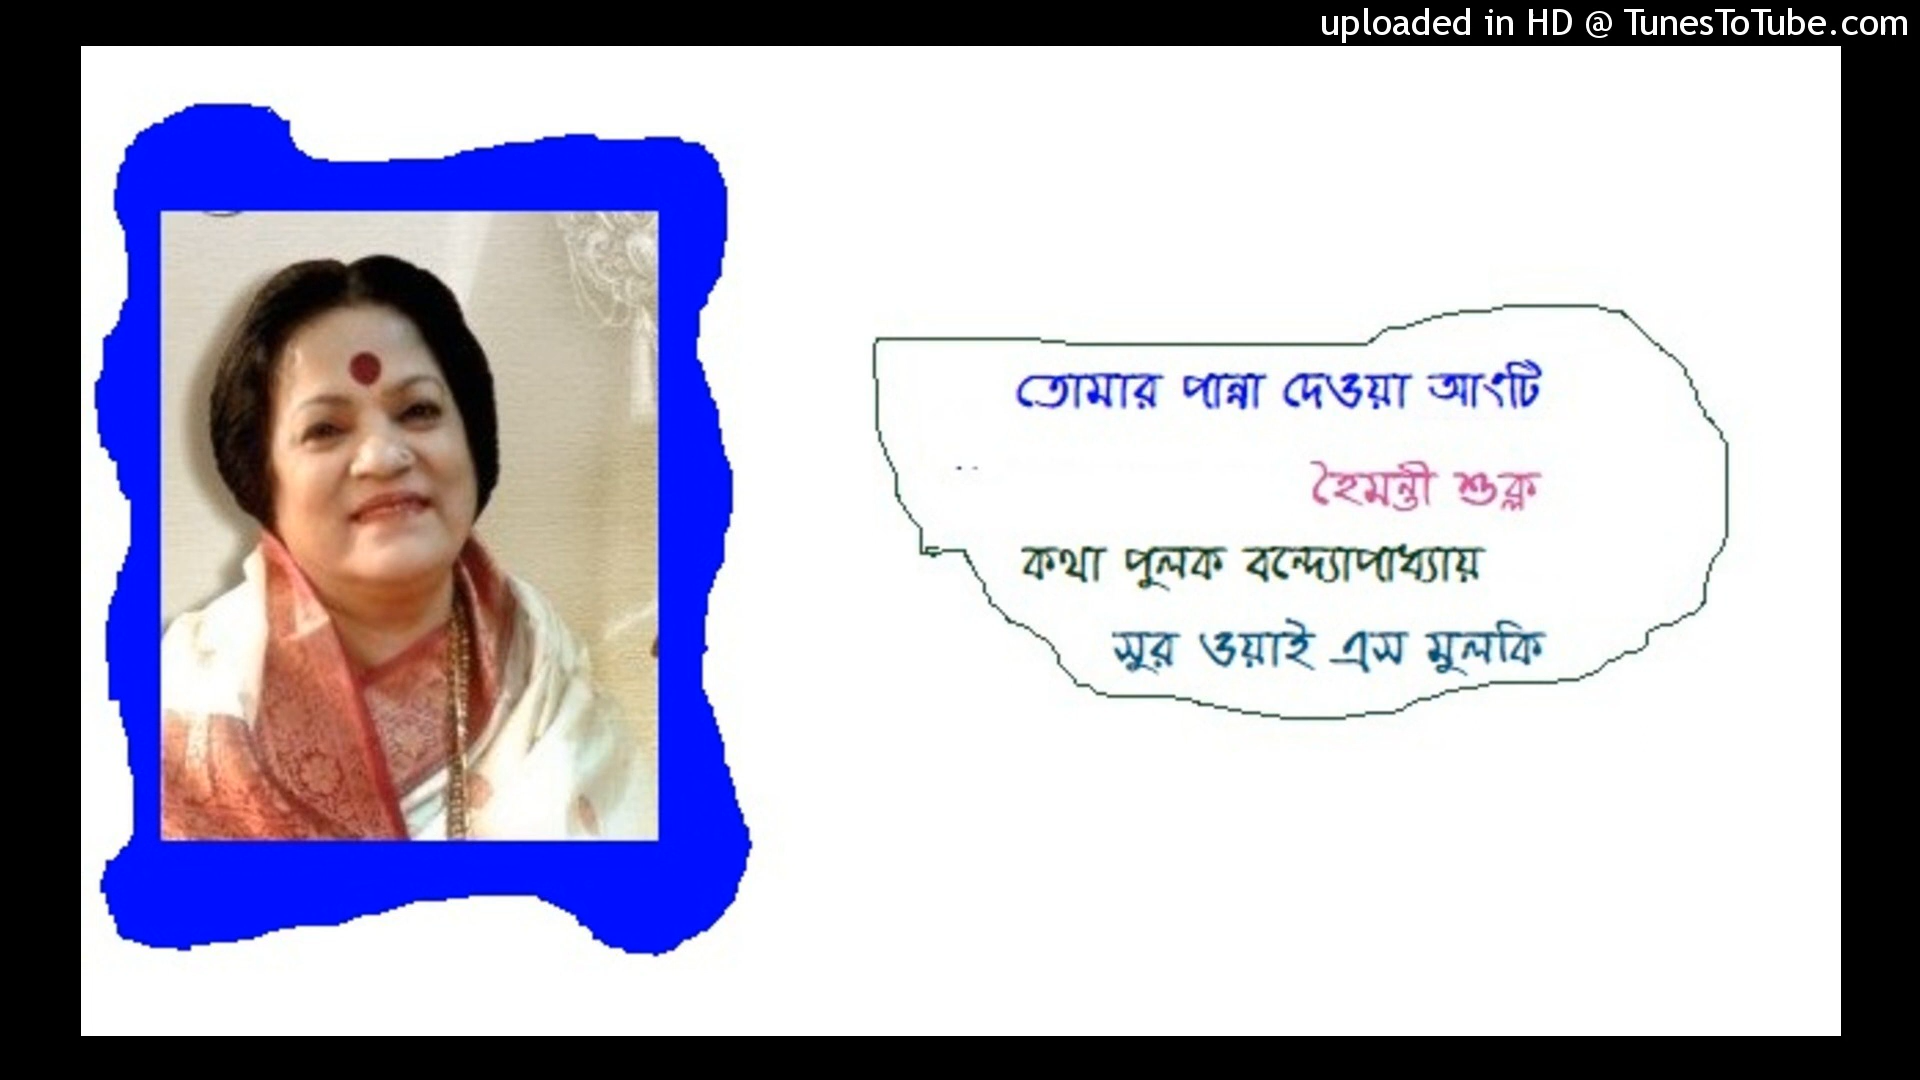 uploaded in HD @ TunesToTube.com
তোমার পান্না দেওয়া আংটি
হৈমন্তী শুক্ল
কথা পুলক বন্দ্যোপাধ্যায়
সুর ওয়াই এস মুলকি